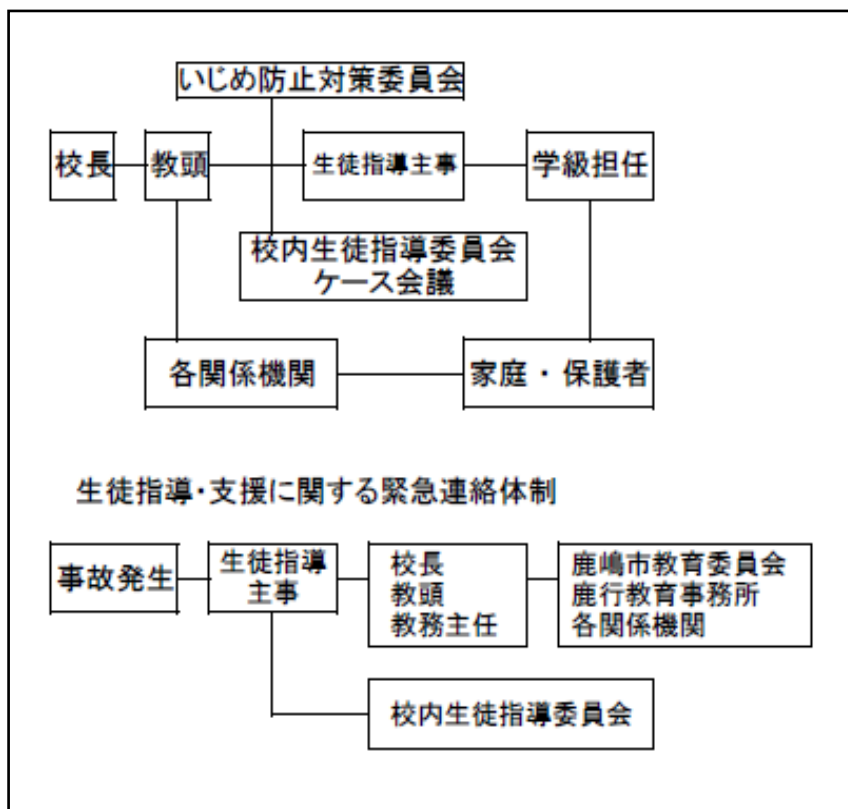 いじめ防止対策委員会
校長
教頭
生徒指導主事
学級担任
校内生徒指導委員会
ケース会議
各関係機関
家庭・保護者
生徒指導・支援に関する緊急連絡体制
事故発生
生徒指導
主事
校長
教頭
教務主任
鹿嶋市教育委員会
鹿行教育事務所
各関係機関
校内生徒指導委員会